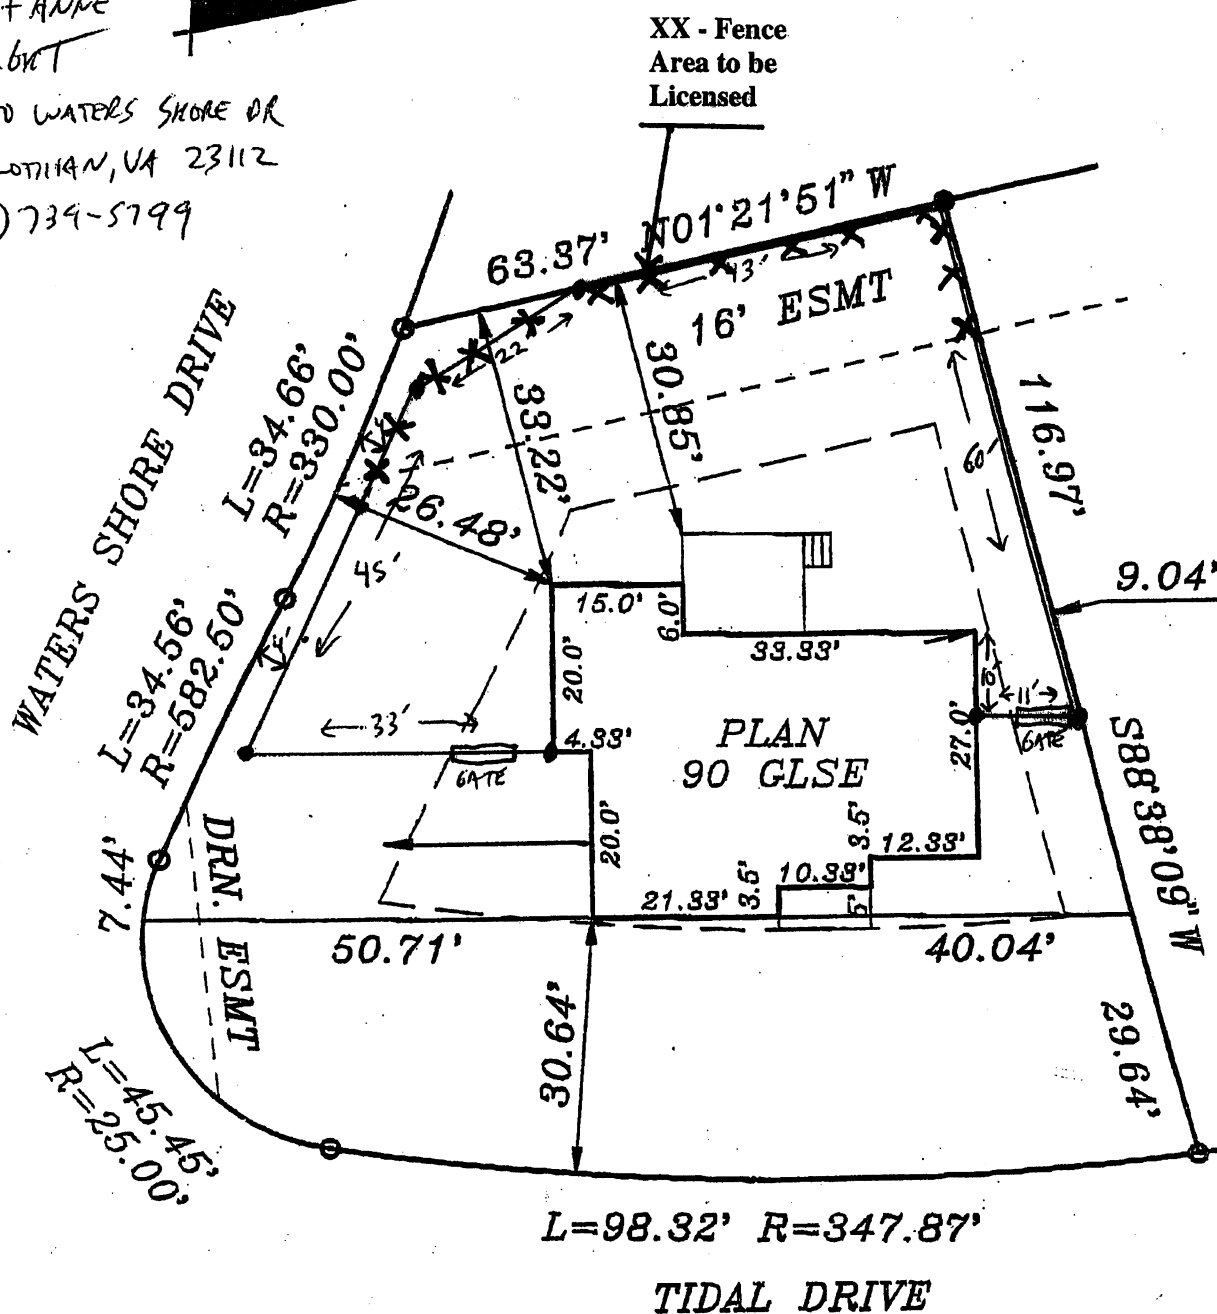 + ANNE
WATERS SHORE DR
VA 23112
739-5799
XX - Fence
Area to be
Licensed
63.37' N01°21'51" W
43'
16' ESMT
22
33.22'
30.85'
WATERS SHORE DRIVE
L=34.66'
R=330.00'
26.48'
45'
60'
116.97'
9.04'
L=34.56'
R=582.50'
15.0'
6.0'
33.33'
20.0'
33'
4.33'
GATE
PLAN
90 GLSE
27.0'
11'
GATE
S88°38'09" W
7.44'
DRN. ESMT
20.0'
3.5'
12.33'
10.33'
3.5'
5'
21.33'
50.71'
40.04'
30.64'
29.64'
L=45.45'
R=25.00'
L=98.32' R=347.87'
TIDAL DRIVE